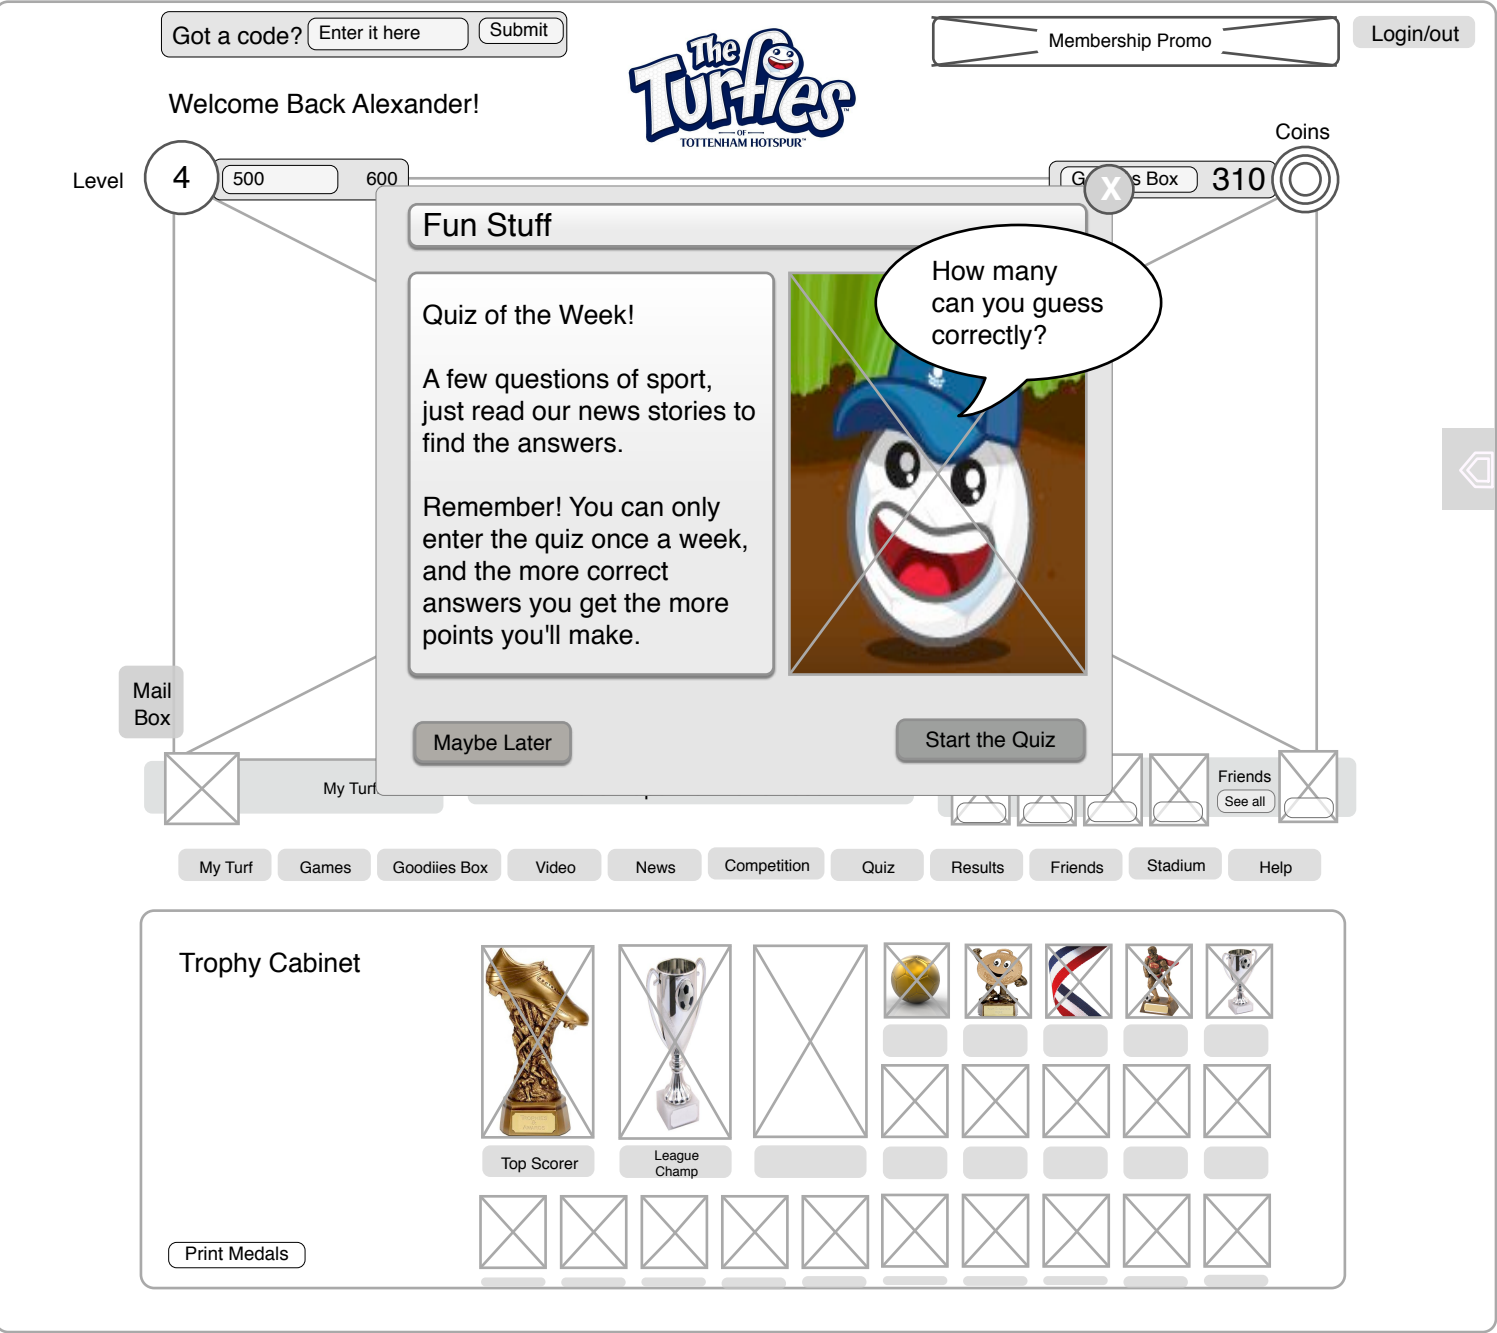 Got a code?
Enter it here
Submit
The
Turfies
OF
TOTTENHAM HOTSPUR™
Membership Promo
Login/out
Welcome Back Alexander!
Coins
Level
4
500
600
G
s Box
310
X
Fun Stuff
How many
can you guess
correctly?
Quiz of the Week!
A few questions of sport,
just read our news stories to
find the answers.
Remember! You can only
enter the quiz once a week,
and the more correct
answers you get the more
points you'll make.
Mail
Box
Maybe Later
Start the Quiz
My Turf
Friends
See all
My Turf
Games
Goodiies Box
Video
News
Competition
Quiz
Results
Friends
Stadium
Help
Trophy Cabinet
Top Scorer
League
Champ
Print Medals